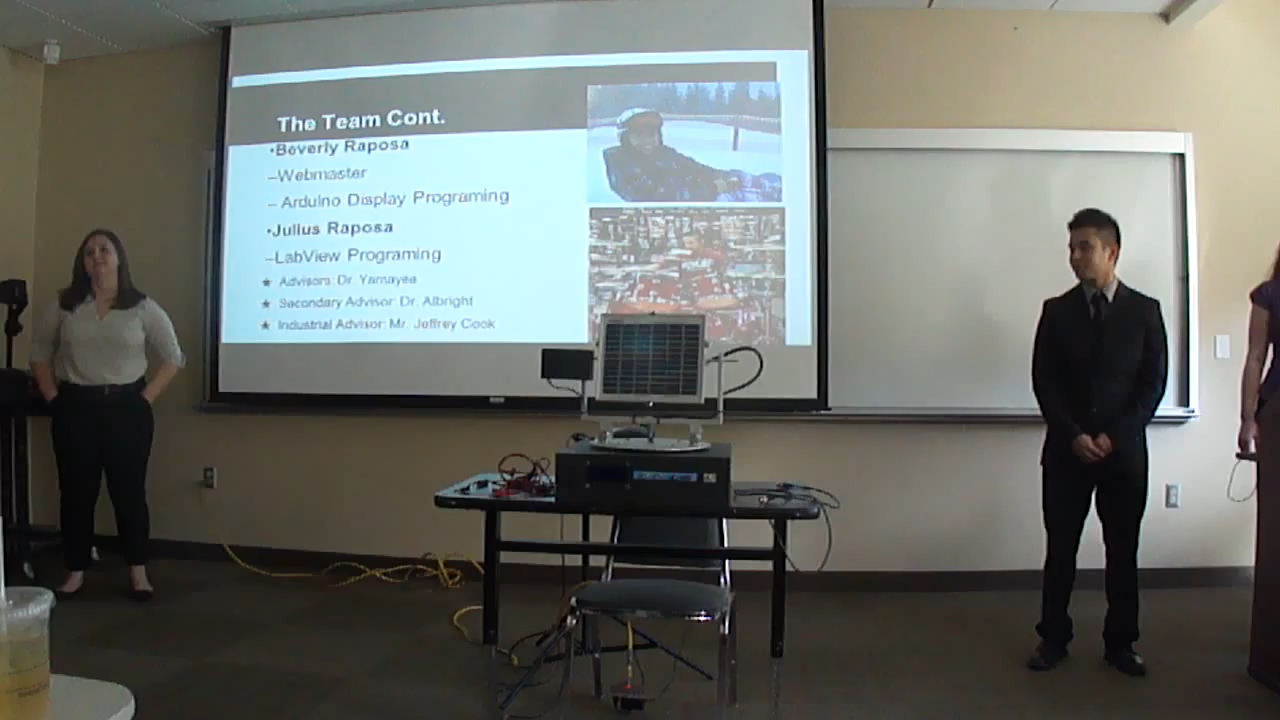 The Team Cont.
•Beverly Raposa
–Webmaster
– Arduino Display Programing
•Julius Raposa
–LabView Programing
★ Advisors: Dr. Yamayee
★ Secondary Advisor: Dr. Albright
★ Industrial Advisor: Mr. Jeffrey Cook